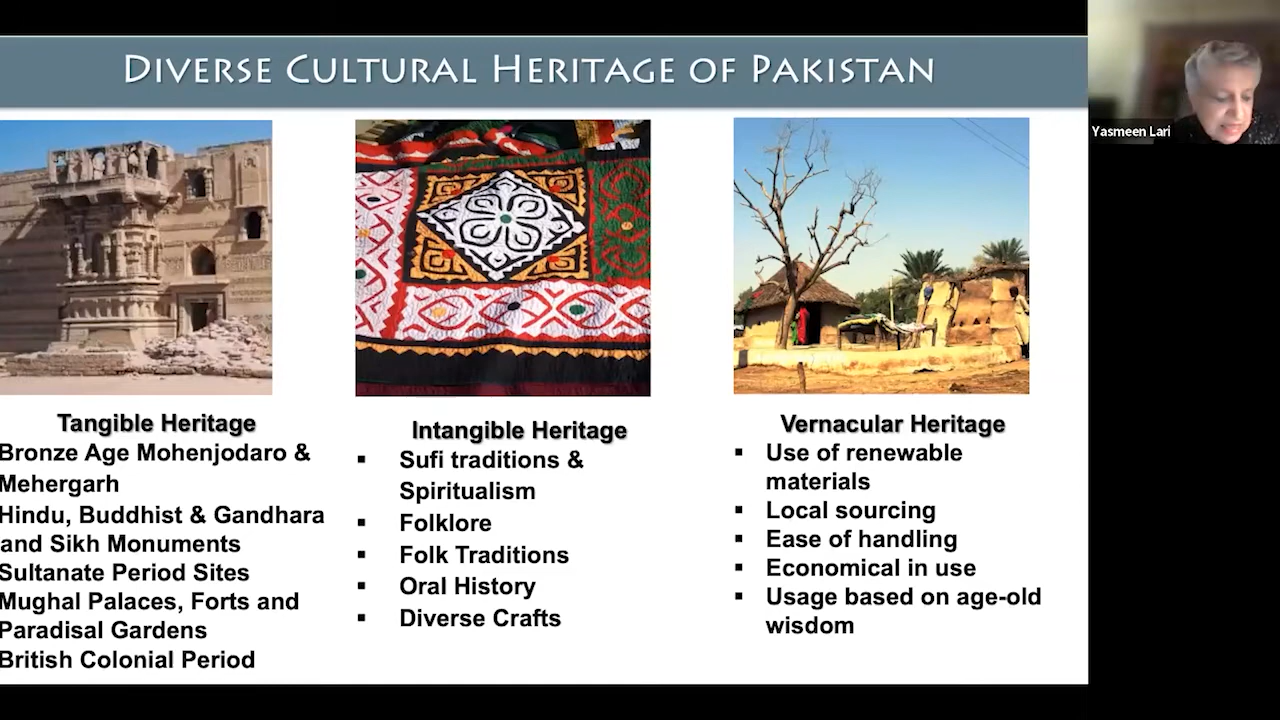 DIVERSE CULTURAL HERITAGE OF PAKISTAN
Yasmeen Lari
Tangible Heritage
Bronze Age Mohenjodaro &
Mehergarh
Hindu, Buddhist & Gandhara
and Sikh Monuments
Sultanate Period Sites
Mughal Palaces, Forts and
Paradisal Gardens
British Colonial Period
Intangible Heritage
▪ Sufi traditions &
Spiritualism
▪ Folklore
▪ Folk Traditions
▪ Oral History
▪ Diverse Crafts
Vernacular Heritage
▪ Use of renewable
materials
▪ Local sourcing
▪ Ease of handling
▪ Economical in use
▪ Usage based on age-old
wisdom